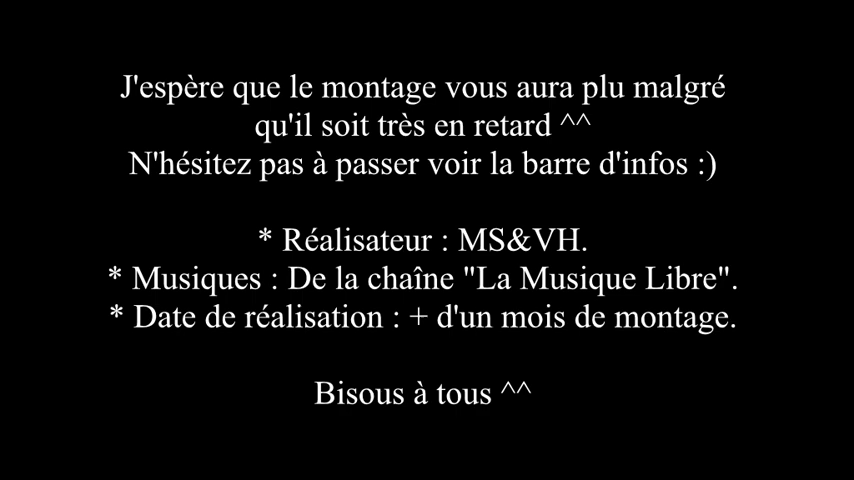 J'espère que le montage vous aura plu malgré
qu'il soit très en retard ^^
N'hésitez pas à passer voir la barre d'infos :)
* Réalisateur : MS&VH.
* Musiques : De la chaîne "La Musique Libre".
* Date de réalisation : + d'un mois de montage.
Bisous à tous ^^